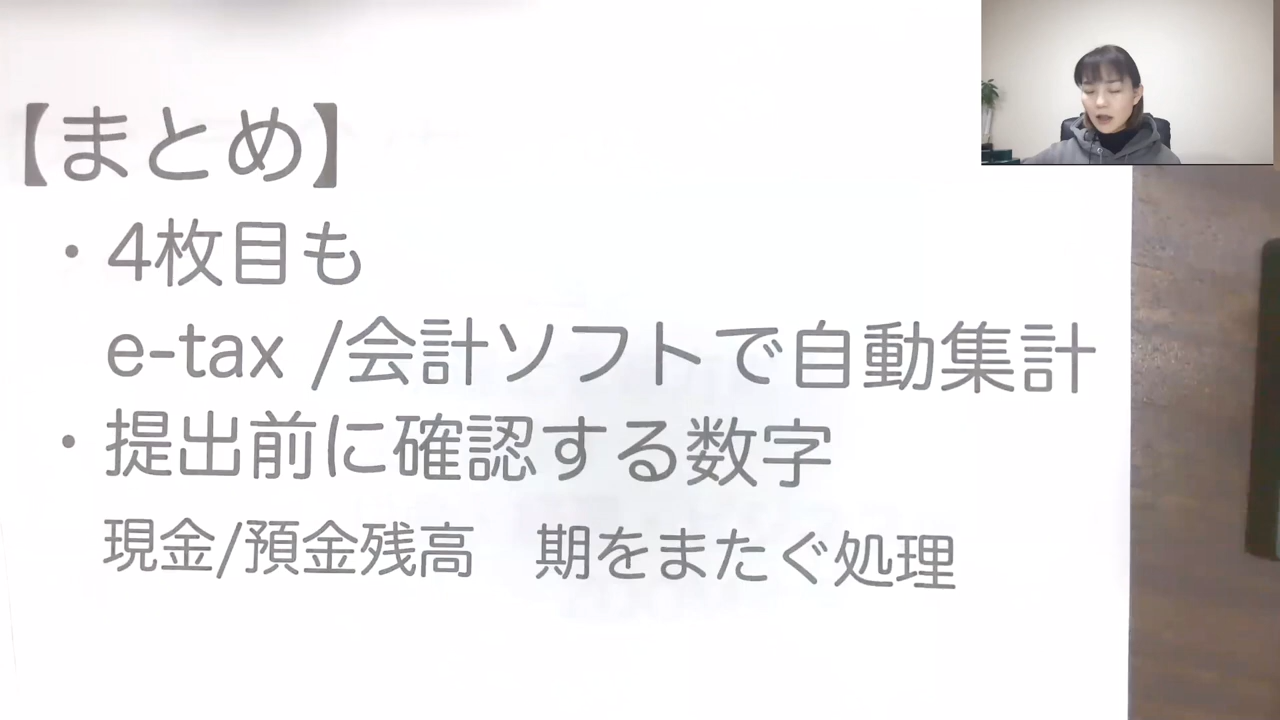 【まとめ】
・4枚目も
e-tax /会計ソフトで自動集計
・提出前に確認する数字
現金/預金残高　期をまたぐ処理